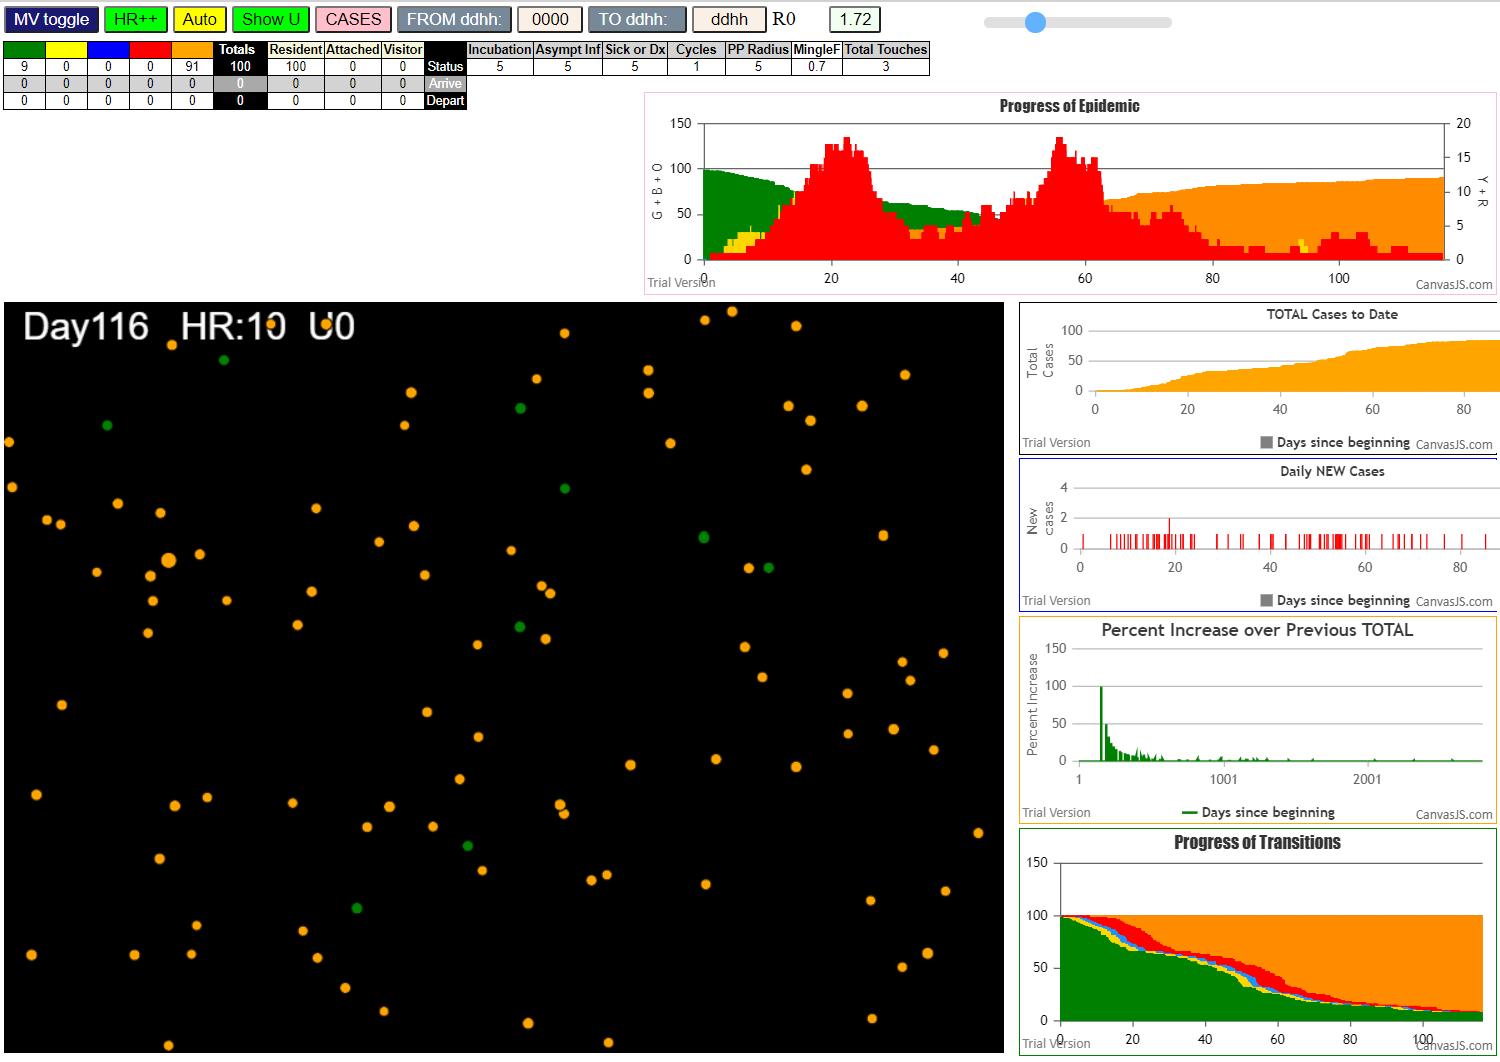 MV toggle HR++ Auto Show U CASES FROM ddhh: 0000 TO ddhh: ddhh R0 1.72
Totals Resident Attached Visitor Incubation Asympt Inf Sick or Dx Cycles PP Radius MingleF Total Touches
9 0 0 0 91 100 100 0 0 Status 5 5 5 1 5 0.7 3
0 0 0 0 0 0 0 0 0 Arrive
0 0 0 0 0 0 0 0 0 Depart
Progress of Epidemic
150 20
15
100
G + B + O Y + R
10
50
5
0 0
0 20 40 60 80 100
Trial Version CanvasJS.com
Day116 HR:10 U0
TOTAL Cases to Date
100
Total Cases
50
0
0 20 40 60 80
Days since beginning
Trial Version CanvasJS.com
Daily NEW Cases
4
New cases
2
0
0 20 40 60 80
Days since beginning
Trial Version CanvasJS.com
Percent Increase over Previous TOTAL
150
Percent Increase
100
50
0
1 1001 2001
Days since beginning
Trial Version CanvasJS.com
Progress of Transitions
150
100
50
0
0 20 40 60 80 100
Trial Version CanvasJS.com